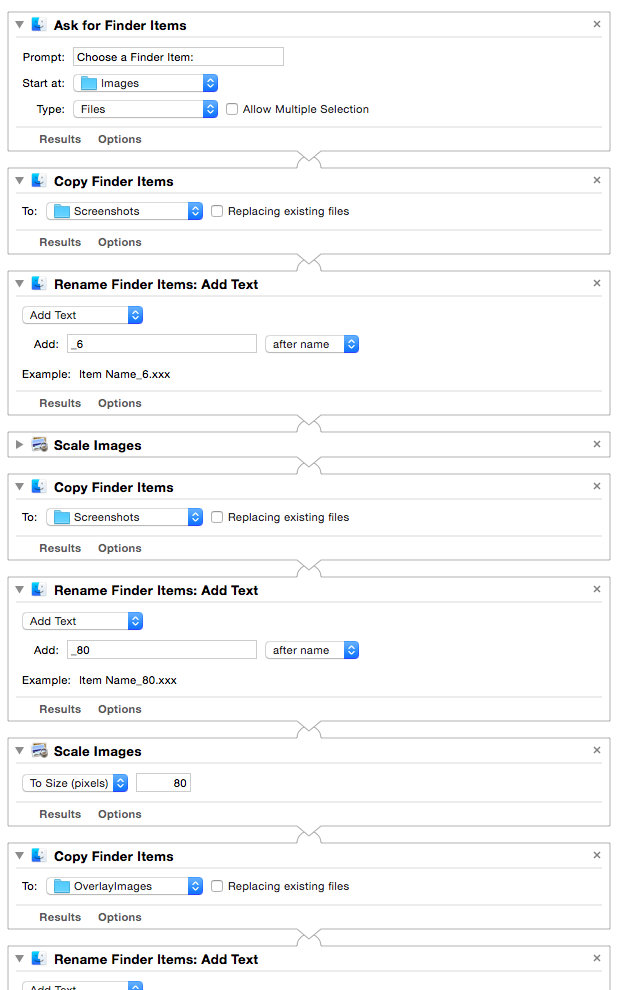 Ask for Finder Items
Prompt: Choose a Finder Item:
Start at: Images
Type: Files Allow Multiple Selection
Results Options
Copy Finder Items
To: Screenshots Replacing existing files
Results Options
Rename Finder Items: Add Text
Add Text
Add: _6 after name
Example: Item Name_6.xxx
Results Options
Scale Images
Copy Finder Items
To: Screenshots Replacing existing files
Results Options
Rename Finder Items: Add Text
Add Text
Add: _80 after name
Example: Item Name_80.xxx
Results Options
Scale Images
To Size (pixels) 80
Results Options
Copy Finder Items
To: OverlayImages Replacing existing files
Results Options
Rename Finder Items: Add Text
Add Text